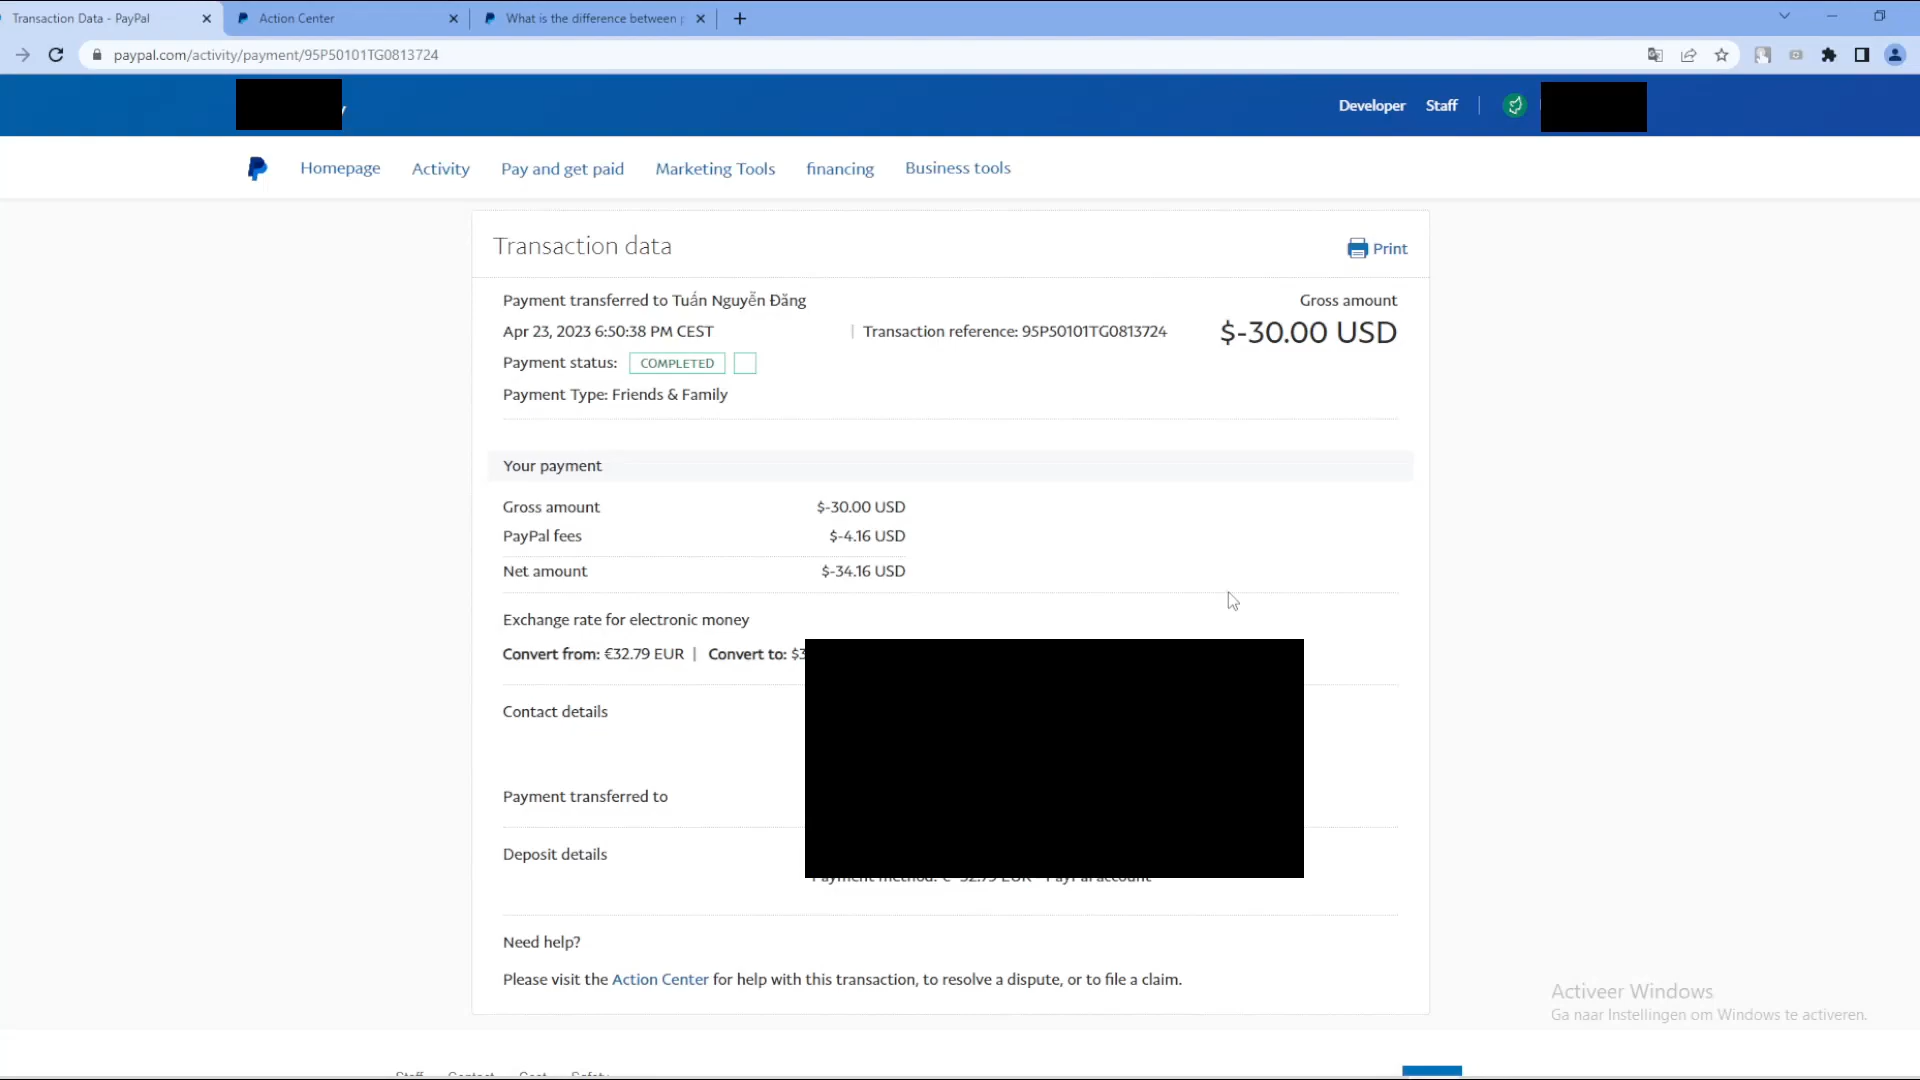 Transaction Data - PayPal
Action Center
What is the difference between
paypal.com/activity/payment/95P50101TG0813724
Developer Staff
Homepage Activity Pay and get paid Marketing Tools financing Business tools
Transaction data
Print
Payment transferred to Tuấn Nguyễn Đăng
Gross amount
Apr 23, 2023 6:50:38 PM CEST | Transaction reference: 95P50101TG0813724
$-30.00 USD
Payment status: COMPLETED
Payment Type: Friends & Family
Your payment
Gross amount $-30.00 USD
PayPal fees $-4.16 USD
Net amount $-34.16 USD
Exchange rate for electronic money
Convert from: €32.79 EUR | Convert to: $3
Contact details
Payment transferred to
Deposit details
Need help?
Please visit the Action Center for help with this transaction, to resolve a dispute, or to file a claim.
Activeer Windows
Ga naar Instellingen om Windows te activeren.